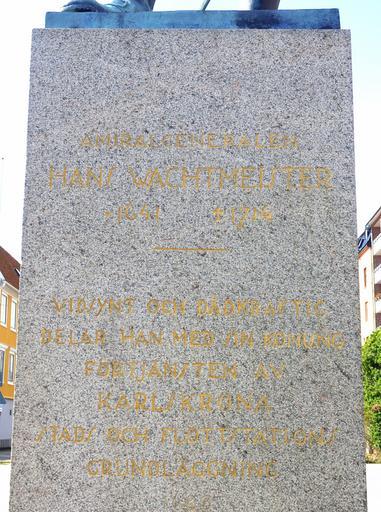 AMIRALGENERALEN
HANS WACHTMEISTER
*1641 †1714
VIDSYNT OCH DÅDKRAFTIG
DELAR HAN MED SIN KONUNG
FÖRTJÄNSTEN AV
KARLSKRONA
STADS OCH FLOTTSTATIONS
GRUNDLÄGGNING